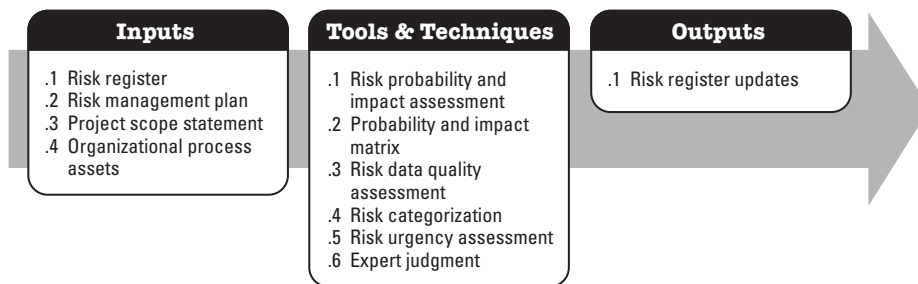 Inputs
.1 Risk register
.2 Risk management plan
.3 Project scope statement
.4 Organizational process
assets
Tools & Techniques
.1 Risk probability and
impact assessment
.2 Probability and impact
matrix
.3 Risk data quality
assessment
.4 Risk categorization
.5 Risk urgency assessment
.6 Expert judgment
Outputs
.1 Risk register updates